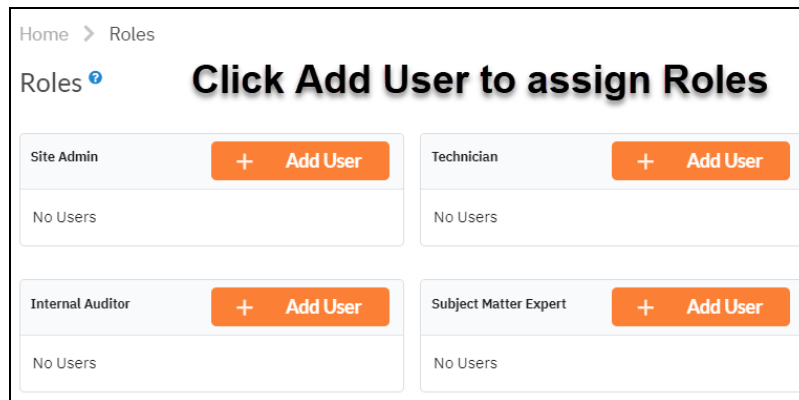 Home > Roles
Roles ?
Click Add User to assign Roles
Site Admin
+ Add User
No Users
Technician
+ Add User
No Users
Internal Auditor
+ Add User
No Users
Subject Matter Expert
+ Add User
No Users